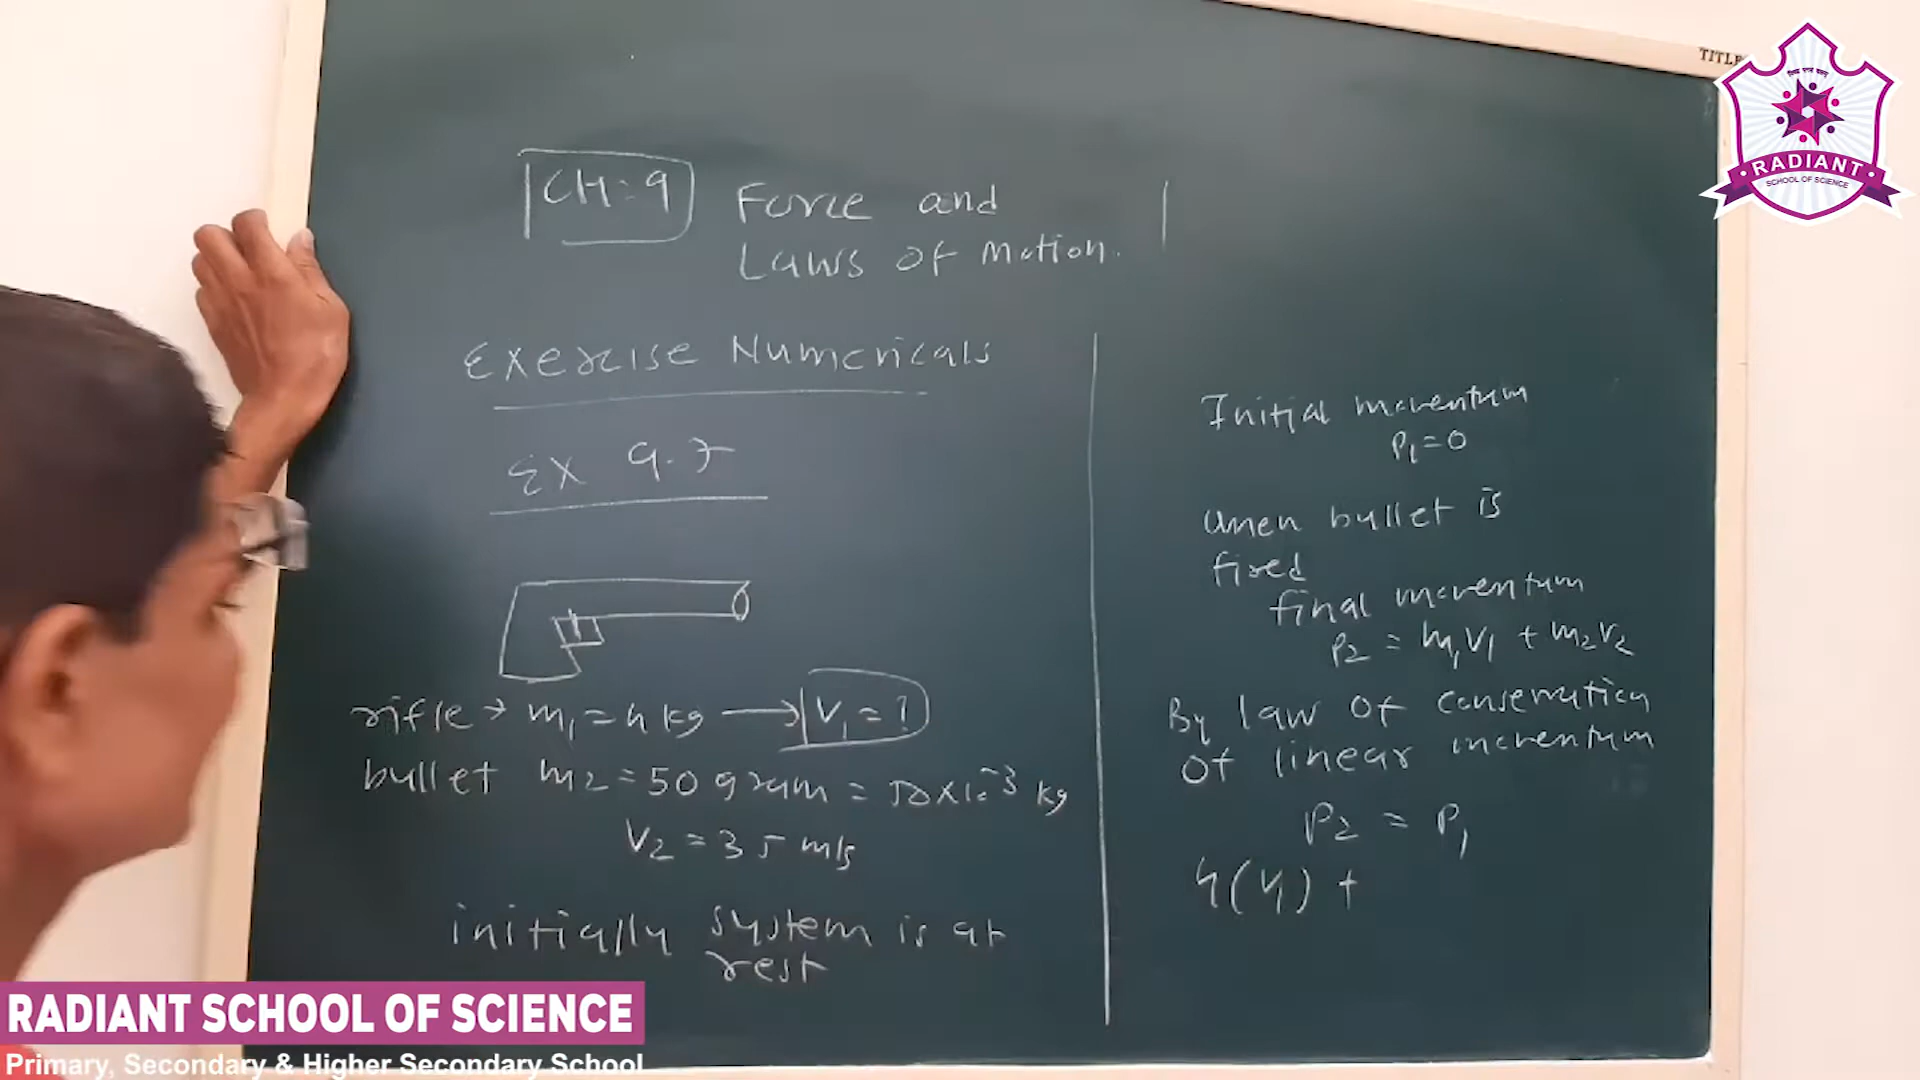 CH:9 Force and
Laws of Motion.
Exercise Numericals
Ex 9.7
rifle → m₁ = 4 kg ⟶ V₁ = ?
bullet m₂ = 50 gram = 50×10⁻³ kg
V₂ = 35 m/s
initially system is at
rest
Initial momentum
P₁ = 0
when bullet is
fired
final momentum
P₂ = m₁V₁ + m₂V₂
By law of conservation
of linear momentum
P₂ = P₁
4(V₁) +
TITLE
RADIANT
SCHOOL OF SCIENCE
RADIANT SCHOOL OF SCIENCE
Primary, Secondary & Higher Secondary School